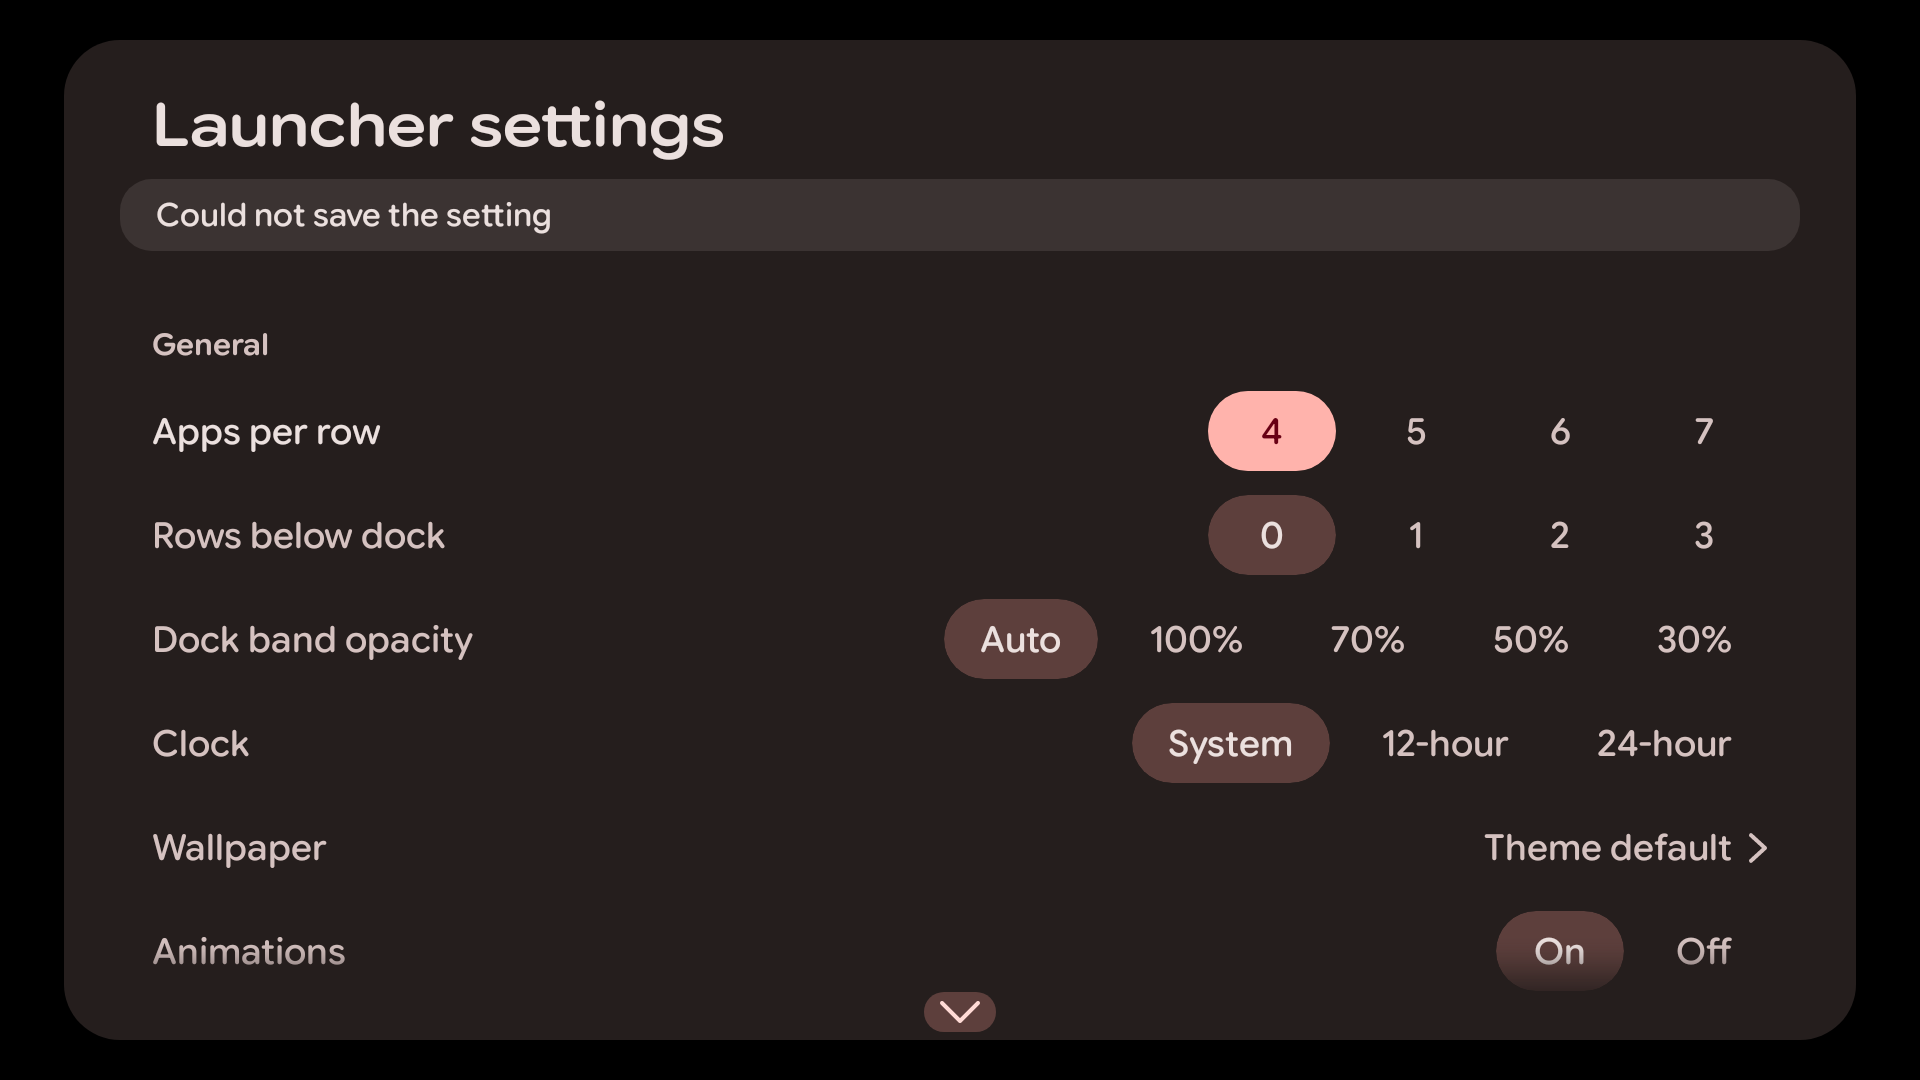 Launcher settings
Could not save the setting
General
Apps per row 4 5 6 7
Rows below dock 0 1 2 3
Dock band opacity Auto 100% 70% 50% 30%
Clock System 12-hour 24-hour
Wallpaper Theme default
Animations On Off